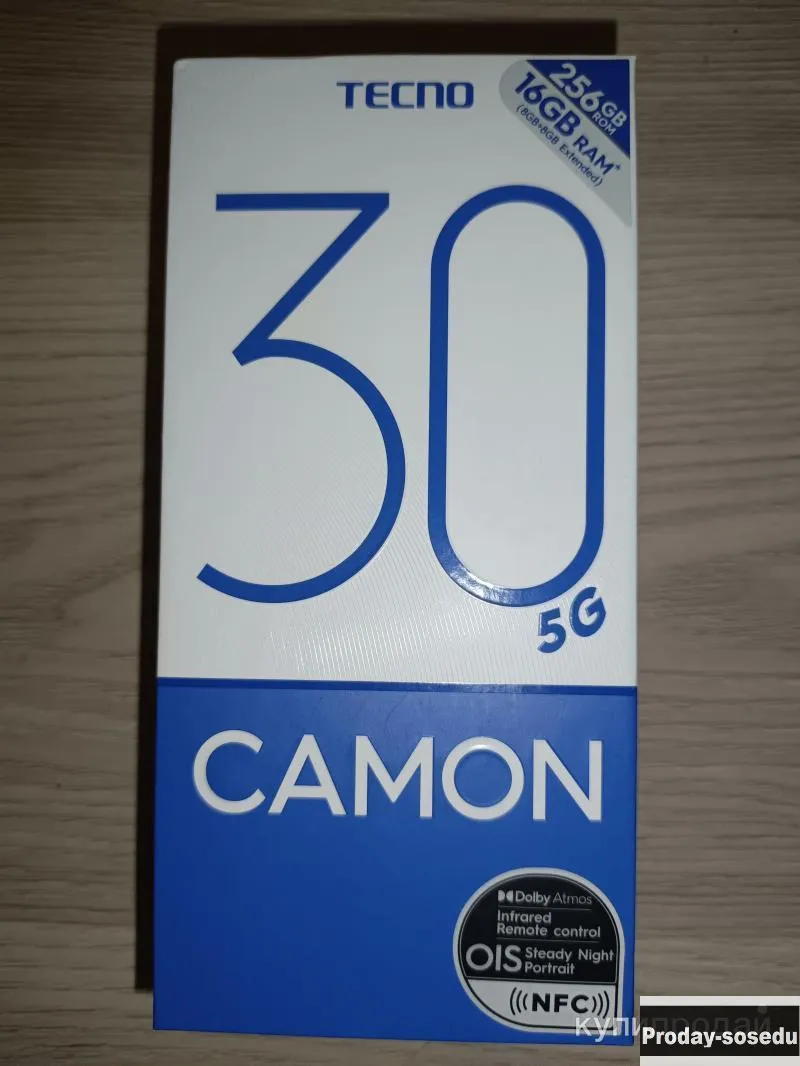 TECNO
256GB ROM
16GB RAM+
(8GB+8GB Extended)
30
5G
CAMON
Dolby Atmos
Infrared
Remote control
OIS Steady Night
Portrait
(((NFC)))
купипродай
Proday-sosedu